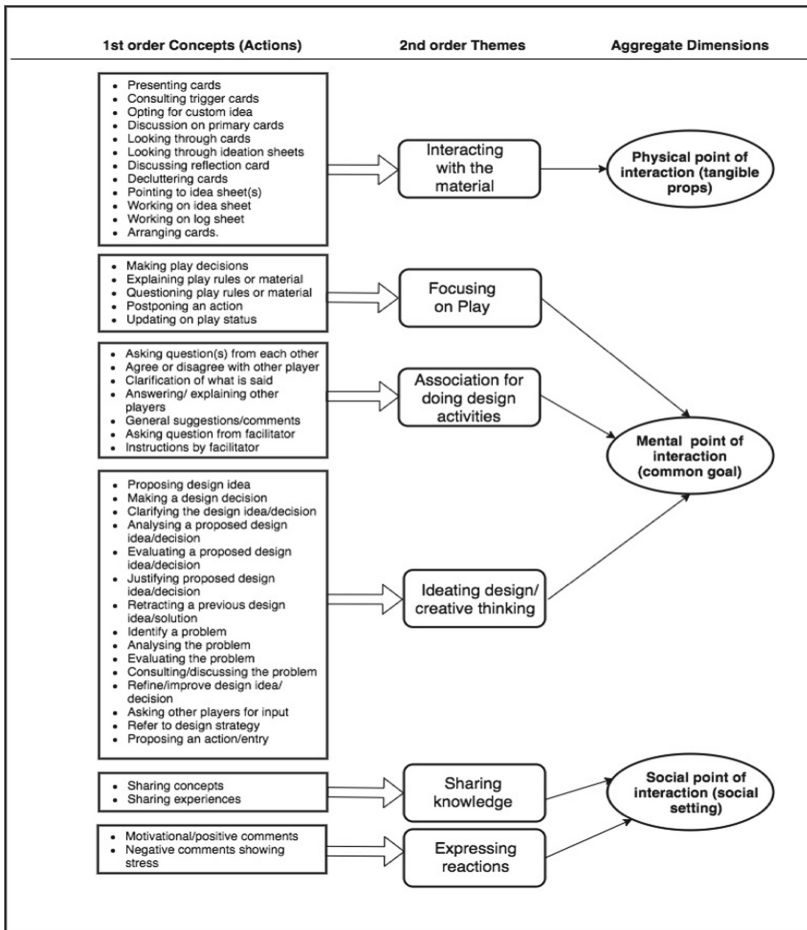 1st order Concepts (Actions)
2nd order Themes
Aggregate Dimensions
• Presenting cards
• Consulting trigger cards
• Opting for custom idea
• Discussion on primary cards
• Looking through cards
• Looking through ideation sheets
• Discussing reflection card
• Decluttering cards
• Pointing to idea sheet(s)
• Working on idea sheet
• Working on log sheet
• Arranging cards.
Interacting
with the
material
Physical point of
interaction (tangible
props)
• Making play decisions
• Explaining play rules or material
• Questioning play rules or material
• Postponing an action
• Updating on play status
Focusing
on Play
• Asking question(s) from each other
• Agree or disagree with other player
• Clarification of what is said
• Answering/ explaining other
players
• General suggestions/comments
• Asking question from facilitator
• Instructions by facilitator
Association for
doing design
activities
Mental point of
interaction
(common goal)
• Proposing design idea
• Making a design decision
• Clarifying the design idea/decision
• Analysing a proposed design
idea/decision
• Evaluating a proposed design
idea/decision
• Justifying proposed design
idea/decision
• Retracting a previous design
idea/solution
• Identify a problem
• Analysing the problem
• Evaluating the problem
• Consulting/discussing the problem
• Refine/improve design idea/
decision
• Asking other players for input
• Refer to design strategy
• Proposing an action/entry
Ideating design/
creative thinking
• Sharing concepts
• Sharing experiences
Sharing
knowledge
Social point of
interaction (social
setting)
• Motivational/positive comments
• Negative comments showing
stress
Expressing
reactions